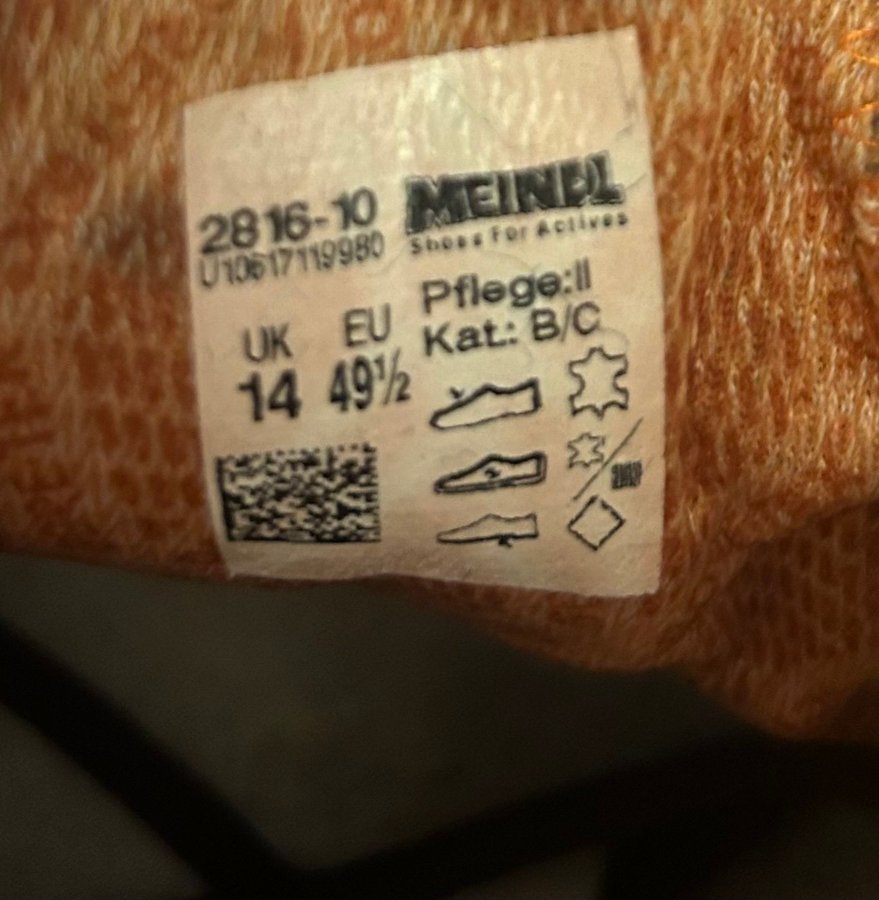 2816-10
U10617119980
UK EU
14 49½
MEINDL
Shoes For Actives
Pflege:II
Kat.: B/C